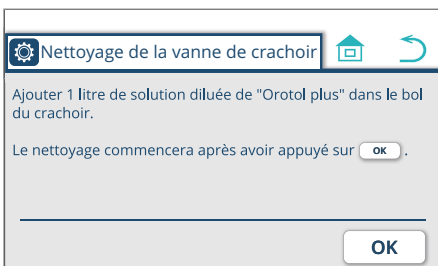 Nettoyage de la vanne de crachoir
Ajouter 1 litre de solution diluée de "Orotol plus" dans le bol
du crachoir.
Le nettoyage commencera après avoir appuyé sur OK .
OK